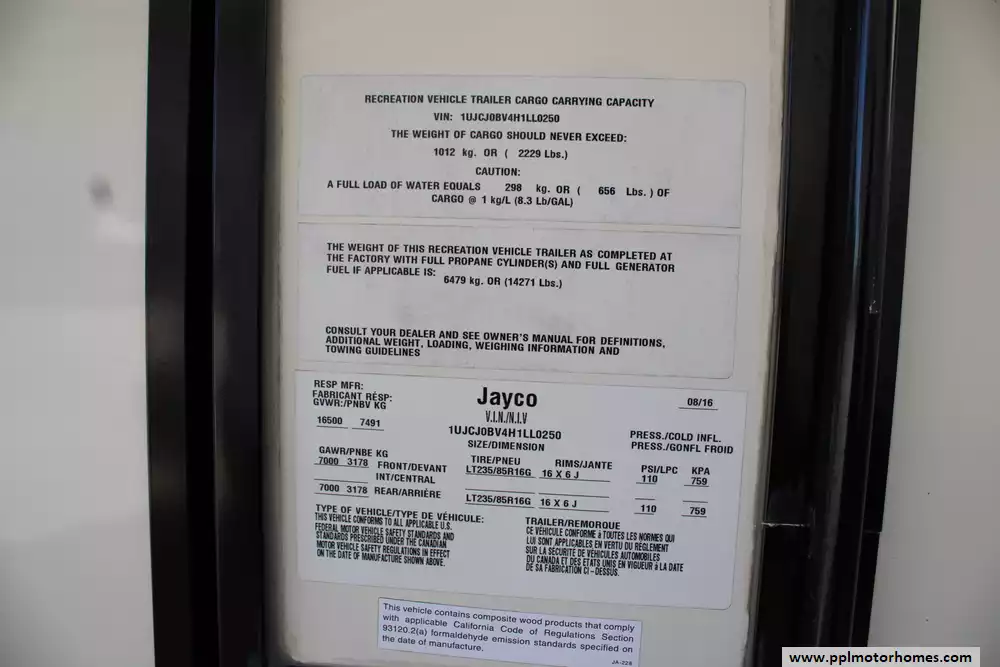 RECREATION VEHICLE TRAILER CARGO CARRYING CAPACITY
VIN: 1UJCJ0BV4H1LL0250
THE WEIGHT OF CARGO SHOULD NEVER EXCEED:
1012 kg. OR ( 2229 Lbs.)
CAUTION:
A FULL LOAD OF WATER EQUALS 298 kg. OR ( 656 Lbs. ) OF
CARGO @ 1 kg/L (8.3 Lb/GAL)
THE WEIGHT OF THIS RECREATION VEHICLE TRAILER AS COMPLETED AT
THE FACTORY WITH FULL PROPANE CYLINDER(S) AND FULL GENERATOR
FUEL IF APPLICABLE IS:
6479 kg. OR (14271 Lbs.)
CONSULT YOUR DEALER AND SEE OWNER'S MANUAL FOR DEFINITIONS,
ADDITIONAL WEIGHT, LOADING, WEIGHING INFORMATION AND
TOWING GUIDELINES
RESP MFR:
FABRICANT RÉSP:
GVWR:/PNBV KG
16500 7491
Jayco
V.I.N./N.I.V
1UJCJ0BV4H1LL0250
SIZE/DIMENSION
08/16
PRESS./COLD INFL.
PRESS./GONFL FROID
GAWR/PNBE KG TIRE/PNEU RIMS/JANTE PSI/LPC KPA
7000 3178 FRONT/DEVANT LT235/85R16G 16 X 6 J 110 759
INT/CENTRAL
7000 3178 REAR/ARRIÉRE LT235/85R16G 16 X 6 J 110 759
TYPE OF VEHICLE/TYPE DE VÉHICULE:
THIS VEHICLE CONFORMS TO ALL APPLICABLE U.S.
FEDERAL MOTOR VEHICLE SAFETY STANDARDS AND
STANDARDS PRESCRIBED UNDER THE CANADIAN
MOTOR VEHICLE SAFETY REGULATIONS IN EFFECT
ON THE DATE OF MANUFACTURE SHOWN ABOVE.
TRAILER/REMORQUE
CE VÉHICULE CONFORME à TOUTES LES NORMES QUI
LUI SONT APPLICABLES EN VERTU DU RÈGLEMENT
SUR LA SÉCURITE DE VÉHICULES AUTOMOBILES
DU CANADA ET DES ETATS UNIS EN VIGUEUR à LA DATE
DE SA FABRICATION CI-DESSUS.
This vehicle contains composite wood products that comply
with applicable California Code of Regulations Section
93120.2(a) formaldehyde emission standards specified on
the date of manufacture.
JA-228
www.pplmotorhomes.com